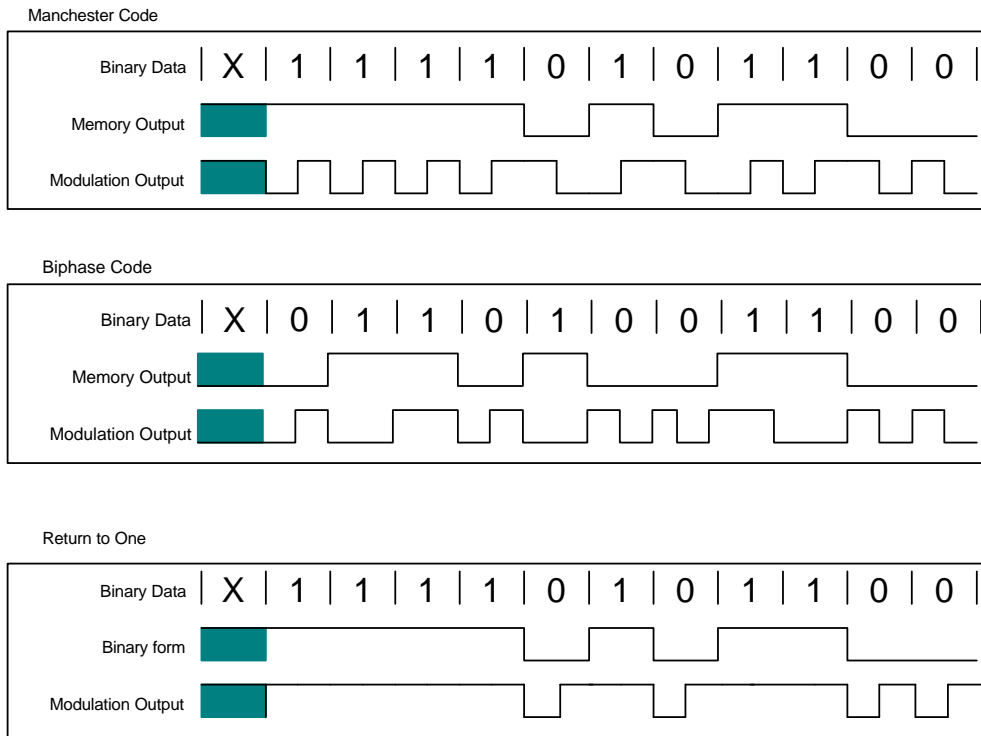 Manchester Code
Binary Data X 1 1 1 1 0 1 0 1 1 0 0
Memory Output
Modulation Output
Biphase Code
Binary Data X 0 1 1 0 1 0 0 1 1 0 0
Memory Output
Modulation Output
Return to One
Binary Data X 1 1 1 1 0 1 0 1 1 0 0
Binary form
Modulation Output